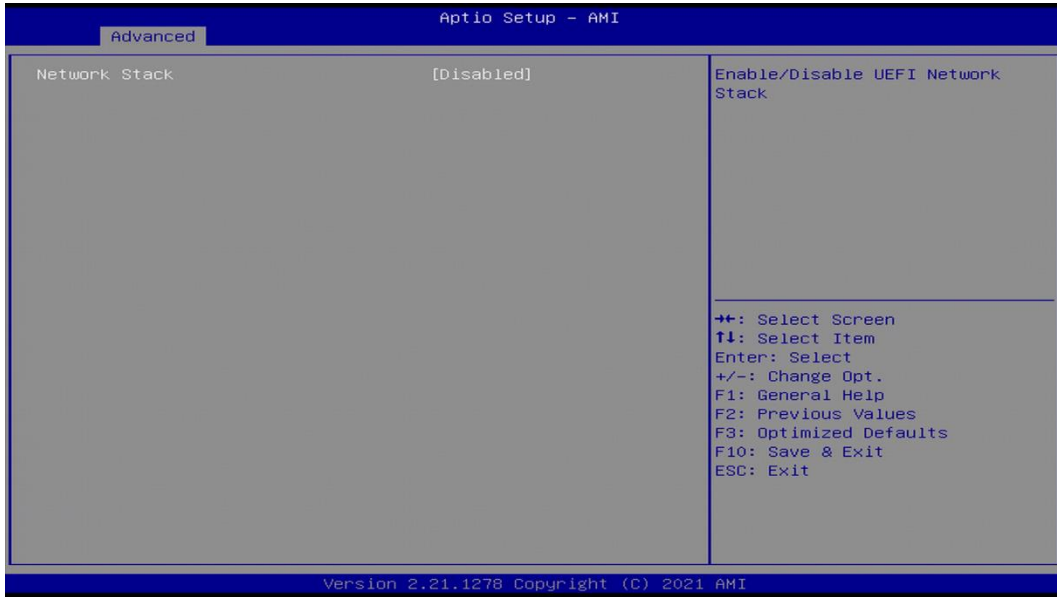 Aptio Setup – AMI
Advanced
Network Stack [Disabled]
Enable/Disable UEFI Network
Stack
→←: Select Screen
↑↓: Select Item
Enter: Select
+/-: Change Opt.
F1: General Help
F2: Previous Values
F3: Optimized Defaults
F10: Save & Exit
ESC: Exit
Version 2.21.1278 Copyright (C) 2021 AMI